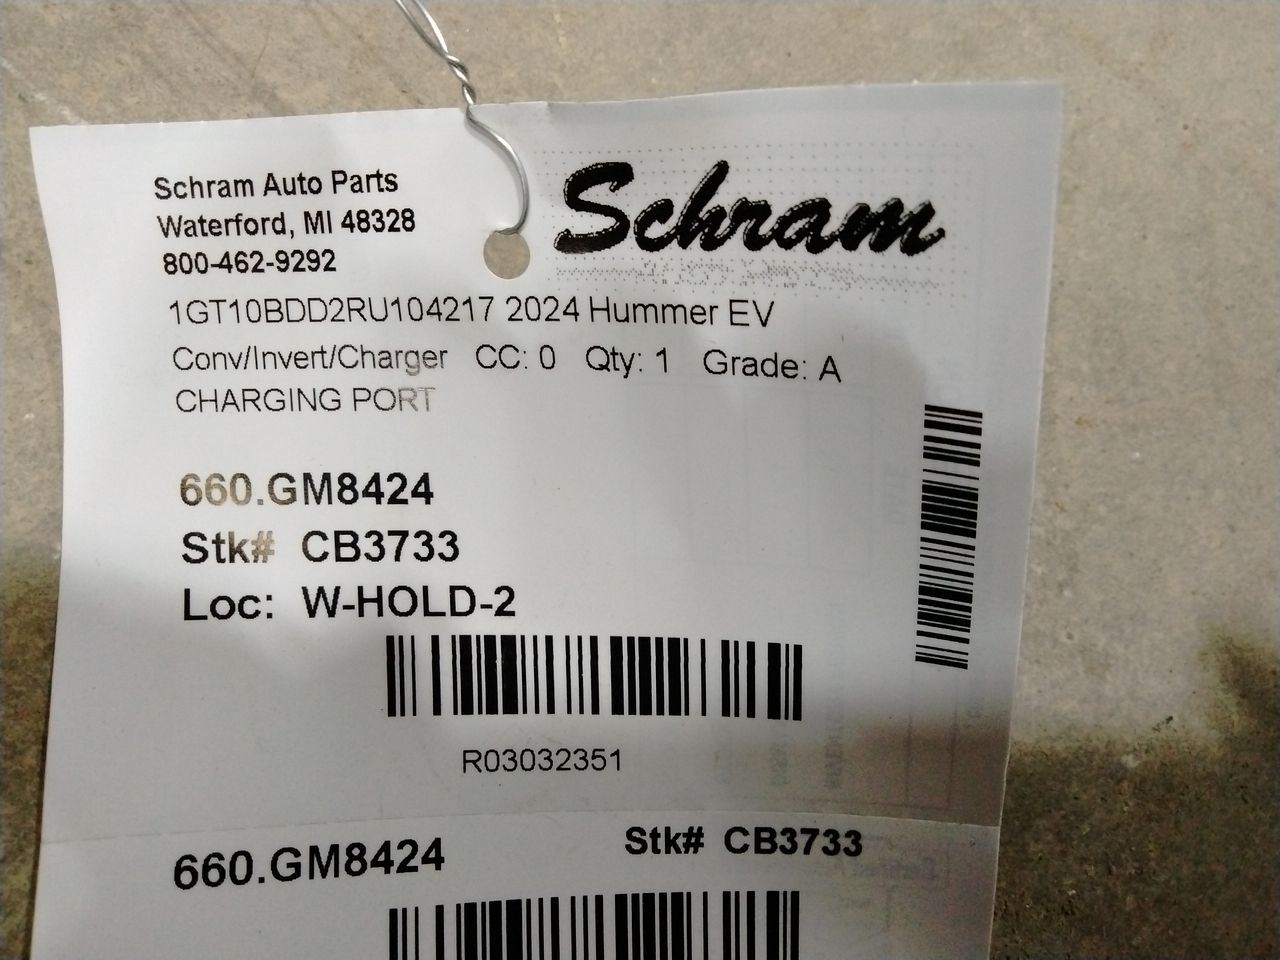 Schram Auto Parts
Waterford, MI 48328
800-462-9292
Schram
1GT10BDD2RU104217 2024 Hummer EV
Conv/Invert/Charger CC: 0 Qty: 1 Grade: A
CHARGING PORT
660.GM8424
Stk# CB3733
Loc: W-HOLD-2
R03032351
660.GM8424 Stk# CB3733